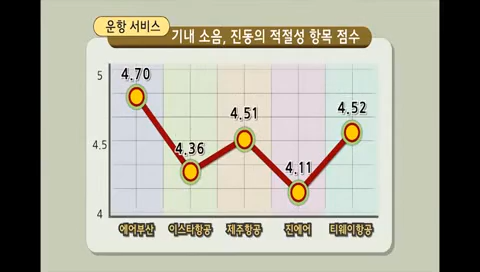 운항 서비스
기내 소음, 진동의 적절성 항목 점수
5
4.70
4.51
4.52
4.5
4.36
4.11
4
에어부산 이스타항공 제주항공 진에어 티웨이항공